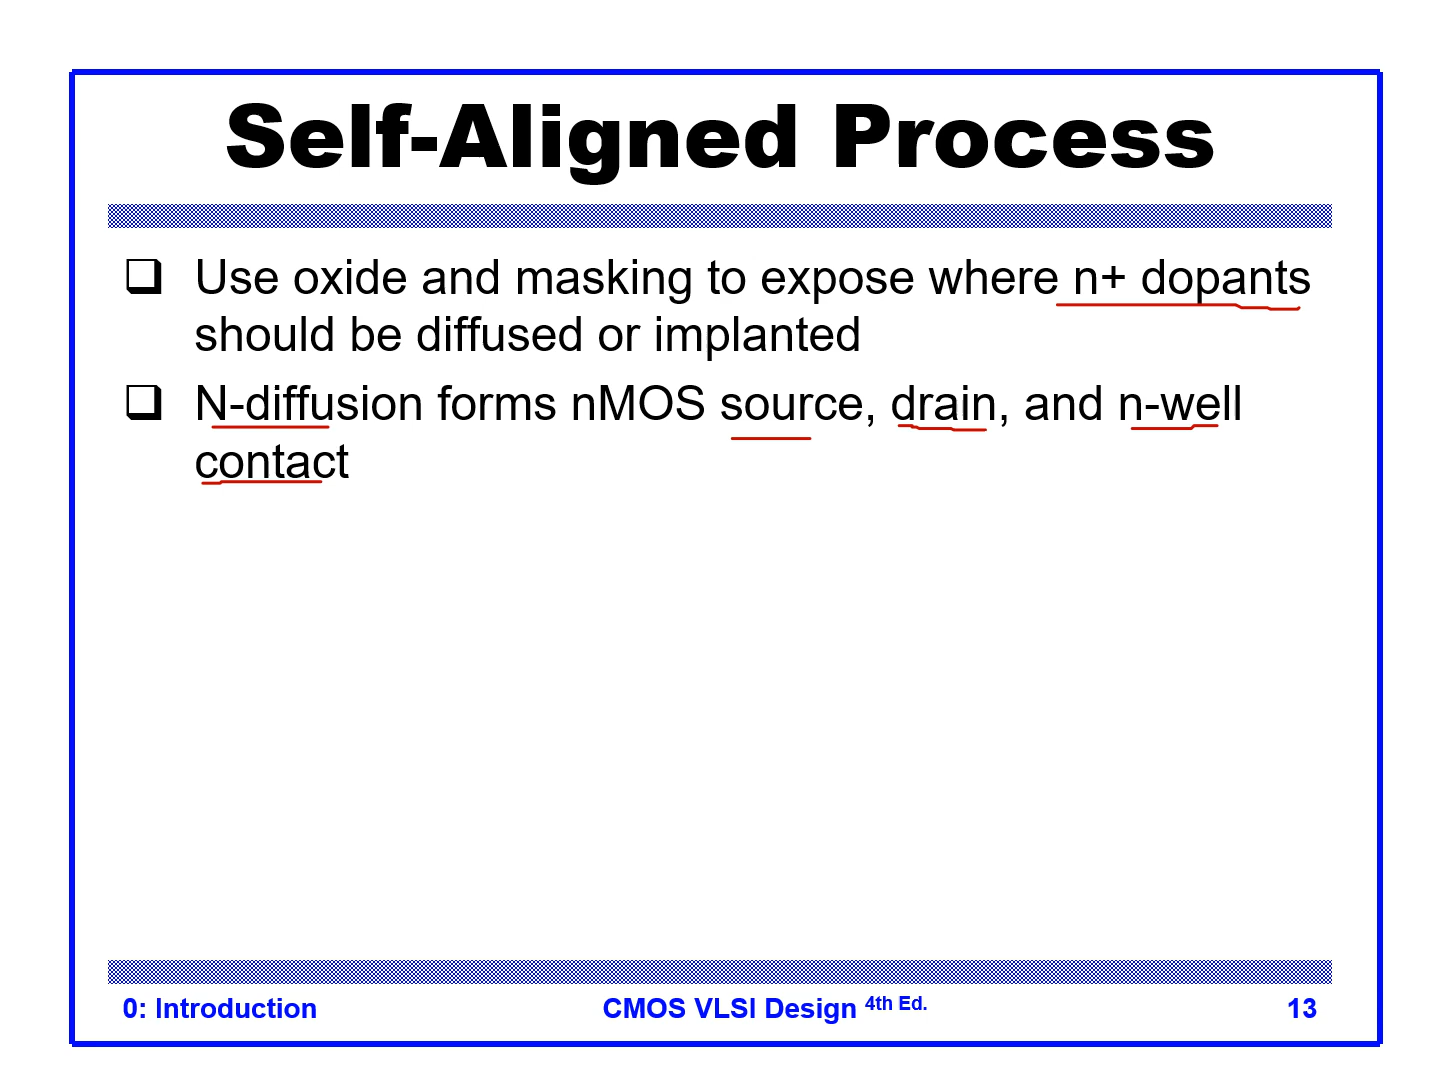 Self-Aligned Process
❑ Use oxide and masking to expose where n+ dopants
should be diffused or implanted
❑ N-diffusion forms nMOS source, drain, and n-well
contact
0: Introduction CMOS VLSI Design 4th Ed. 13